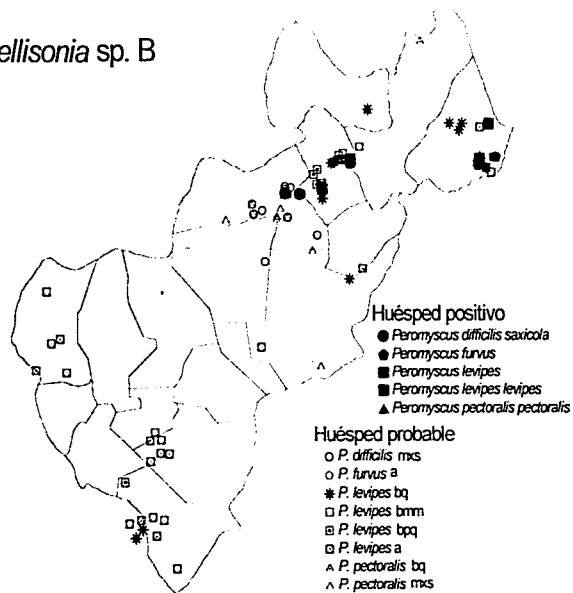 ellisonia sp. B
Huésped positivo
Peromyscus difficilis saxicola
Peromyscus furvus
Peromyscus levipes
Peromyscus levipes levipes
Peromyscus pectoralis pectoralis
Huésped probable
P. difficilis mxs
P. furvus a
P. levipes bq
P. levipes bmm
P. levipes bpq
P. levipes a
P. pectoralis bq
P. pectoralis mxs